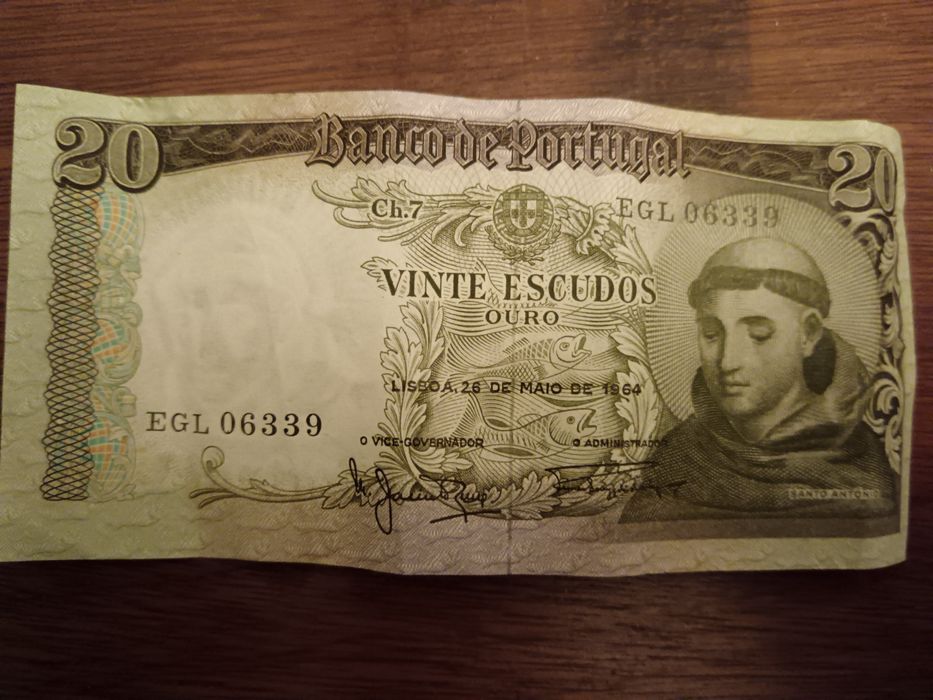 20 Banco de Portugal 20
Ch.7 EGL 06339
VINTE ESCUDOS
OURO
LISBOA, 26 DE MAIO DE 1964
EGL 06339
O VICE-GOVERNADOR O ADMINISTRADOR
SANTO ANTÓNIO